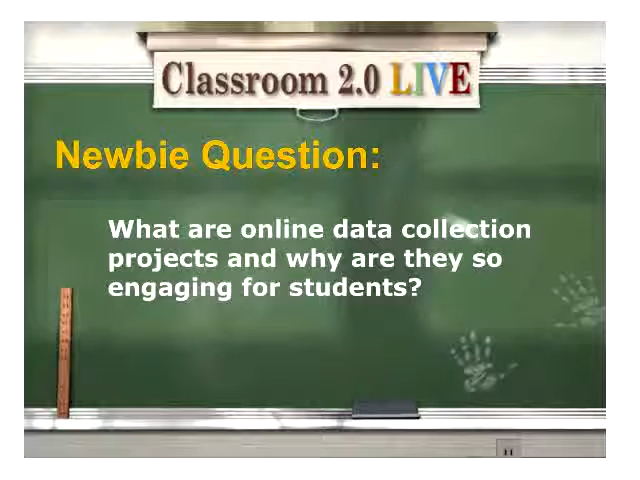 Classroom 2.0 LIVE
Newbie Question:
What are online data collection
projects and why are they so
engaging for students?